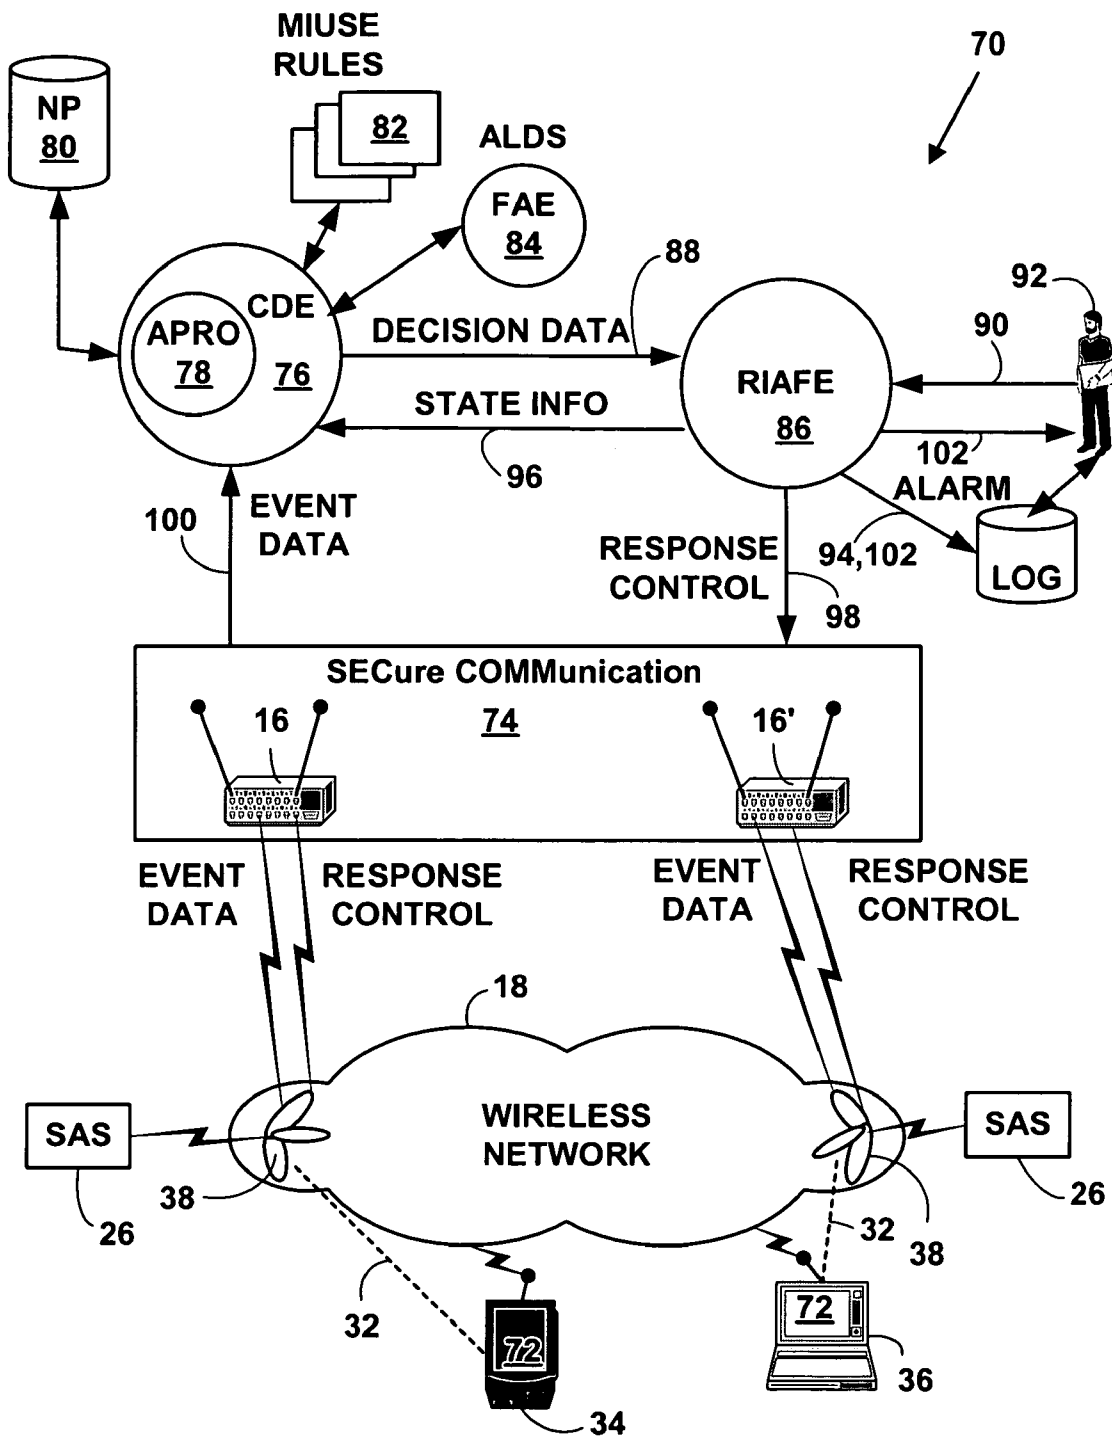 MIUSE
RULES
70
NP
80
82
ALDS
FAE
84
88
92
CDE
APRO
78
76
DECISION DATA
90
RIAFE
86
STATE INFO
96
102
ALARM
94,102
LOG
100
EVENT
DATA
RESPONSE
CONTROL
98
SECure COMMunication
74
16
16'
EVENT
DATA
RESPONSE
CONTROL
EVENT
DATA
RESPONSE
CONTROL
18
WIRELESS
NETWORK
SAS
26
38
SAS
26
38
32
32
72
34
72
36